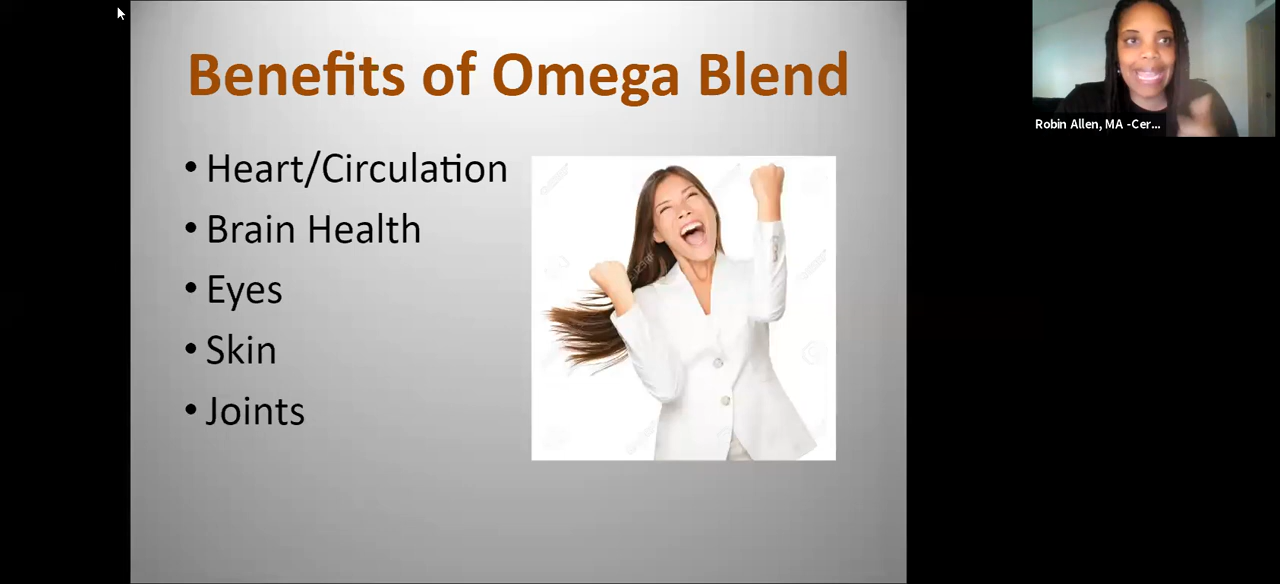 Benefits of Omega Blend
• Heart/Circulation
• Brain Health
• Eyes
• Skin
• Joints
Robin Allen, MA -Cer...